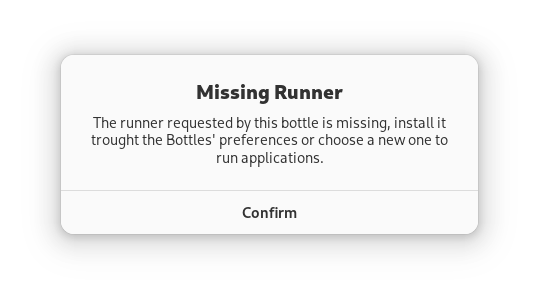 Missing Runner
The runner requested by this bottle is missing, install it
trought the Bottles' preferences or choose a new one to
run applications.
Confirm